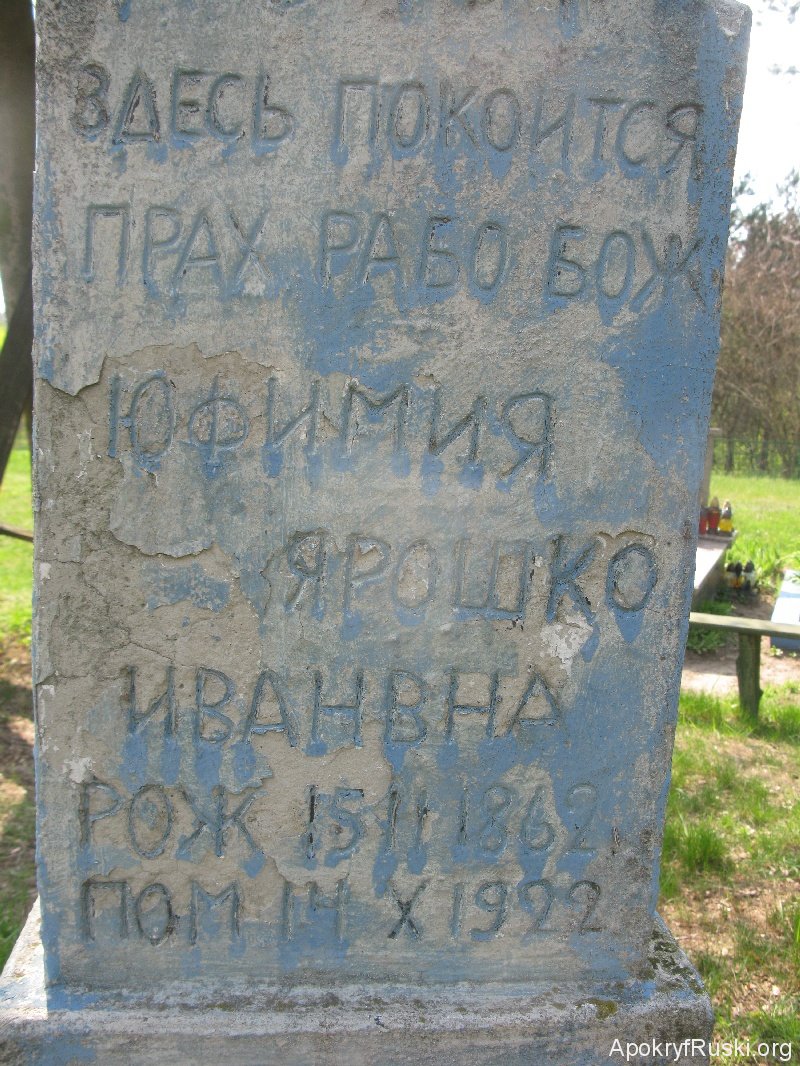 ЗДЕСЬ ПОКОИТСЯ
ПРАХ РАБО БОЖ
ЮФИМИЯ
ЯРОШКО
ИВАНВНА
РОЖ 15 II 1862
ПОМ 14 X 1922
ApokryfRuski.org